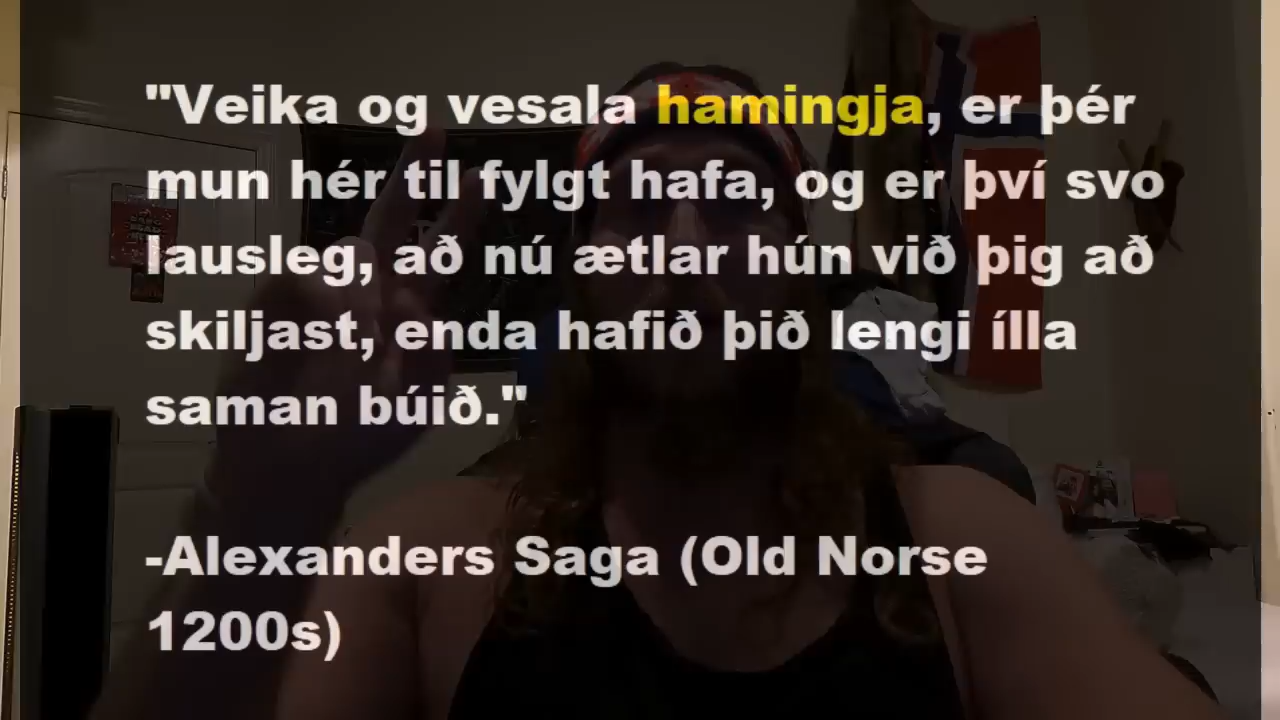 "Veika og vesala hamingja, er þér
mun hér til fylgt hafa, og er því svo
lausleg, að nú ætlar hún við þig að
skiljast, enda hafið þið lengi ílla
saman búið."
-Alexanders Saga (Old Norse
1200s)